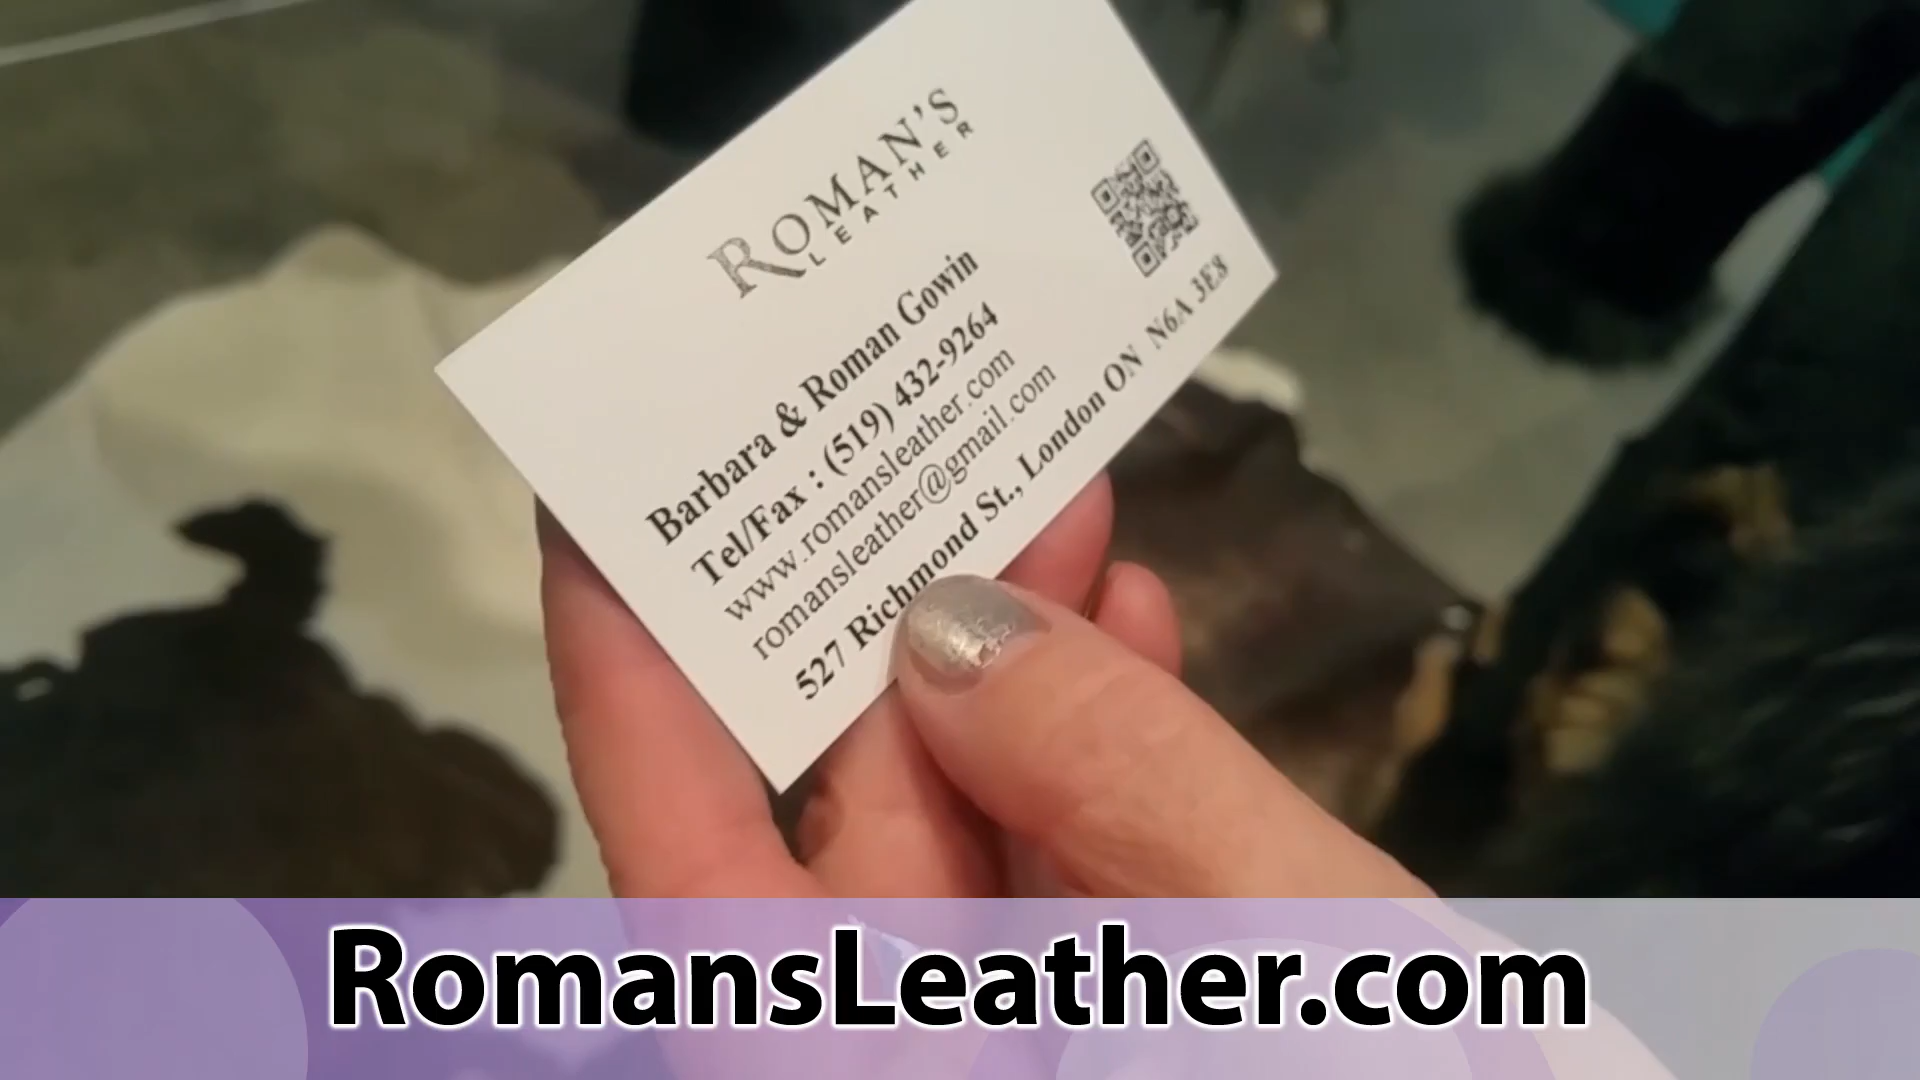 ROMAN'S
LEATHER
Barbara & Roman Gowin
Tel/Fax : (519) 432-9264
www.romansleather.com
romansleather@gmail.com
527 Richmond St., London ON N6A 3E8
RomansLeather.com